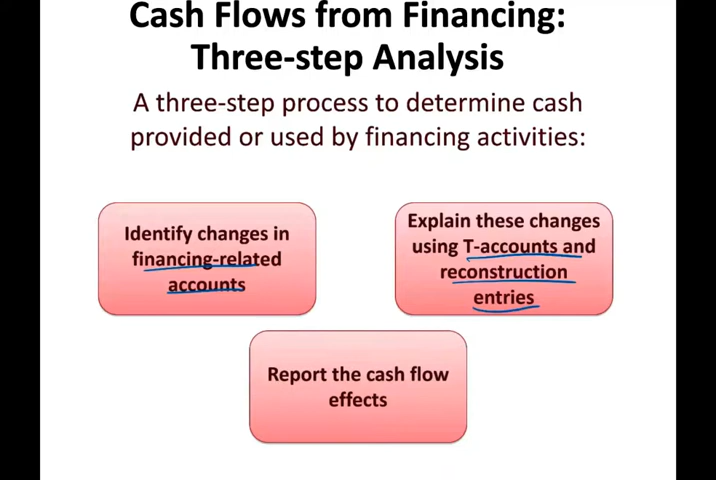 Cash Flows from Financing:
Three-step Analysis
A three-step process to determine cash
provided or used by financing activities:
Identify changes in
financing-related
accounts
Explain these changes
using T-accounts and
reconstruction
entries
Report the cash flow
effects